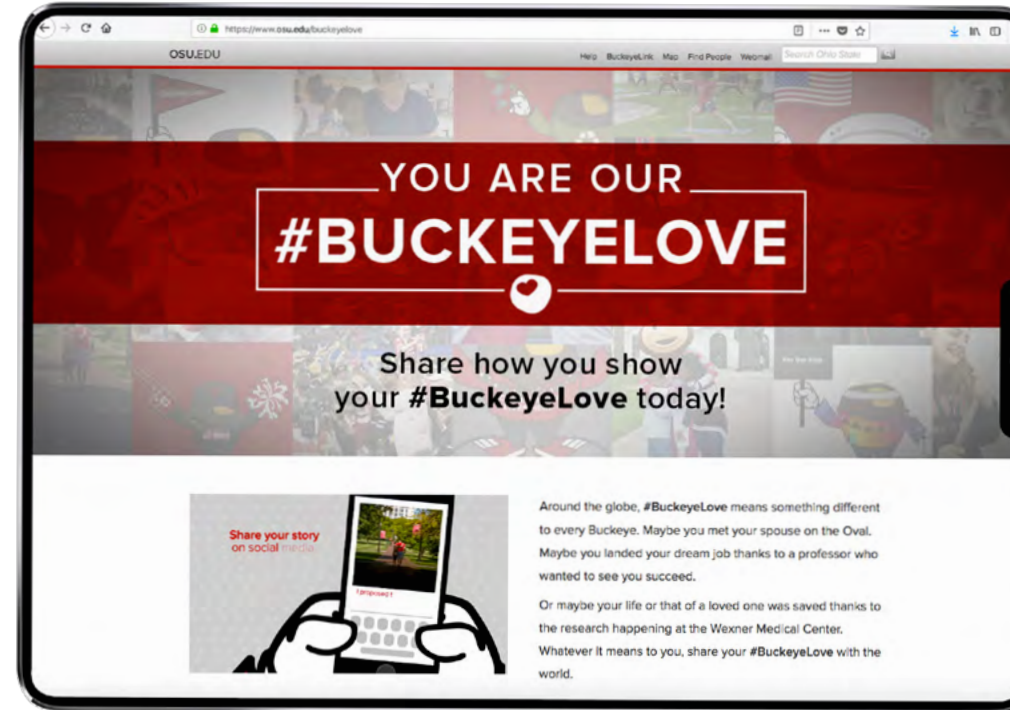 https://www.osu.edu/buckeyelove
OSU.EDU
Help BuckeyeLink Map Find People Webmail Search Ohio State
YOU ARE OUR
#BUCKEYELOVE
Share how you show
your #BuckeyeLove today!
Share your story
on social media
I proposed !
Around the globe, #BuckeyeLove means something different
to every Buckeye. Maybe you met your spouse on the Oval.
Maybe you landed your dream job thanks to a professor who
wanted to see you succeed.
Or maybe your life or that of a loved one was saved thanks to
the research happening at the Wexner Medical Center.
Whatever it means to you, share your #BuckeyeLove with the
world.